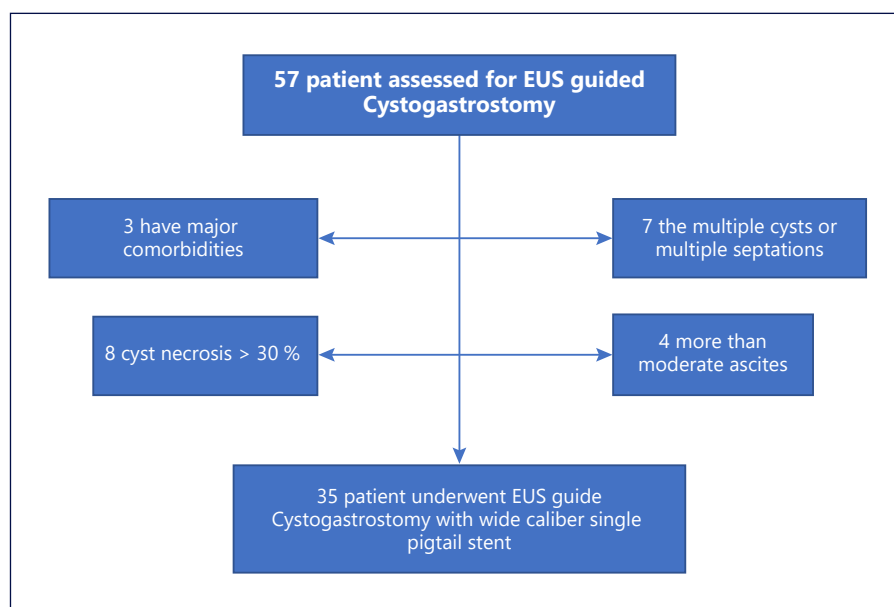 57 patient assessed for EUS guided
Cystogastrostomy
3 have major
comorbidities
7 the multiple cysts or
multiple septations
8 cyst necrosis > 30 %
4 more than
moderate ascites
35 patient underwent EUS guide
Cystogastrostomy with wide caliber single
pigtail stent